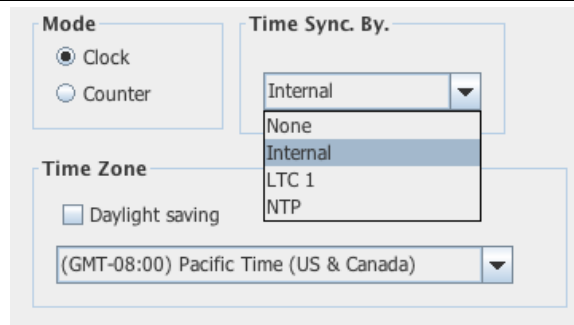 Mode
Clock
Counter
Time Sync. By.
Internal
None
Internal
LTC 1
NTP
Time Zone
Daylight saving
(GMT-08:00) Pacific Time (US & Canada)